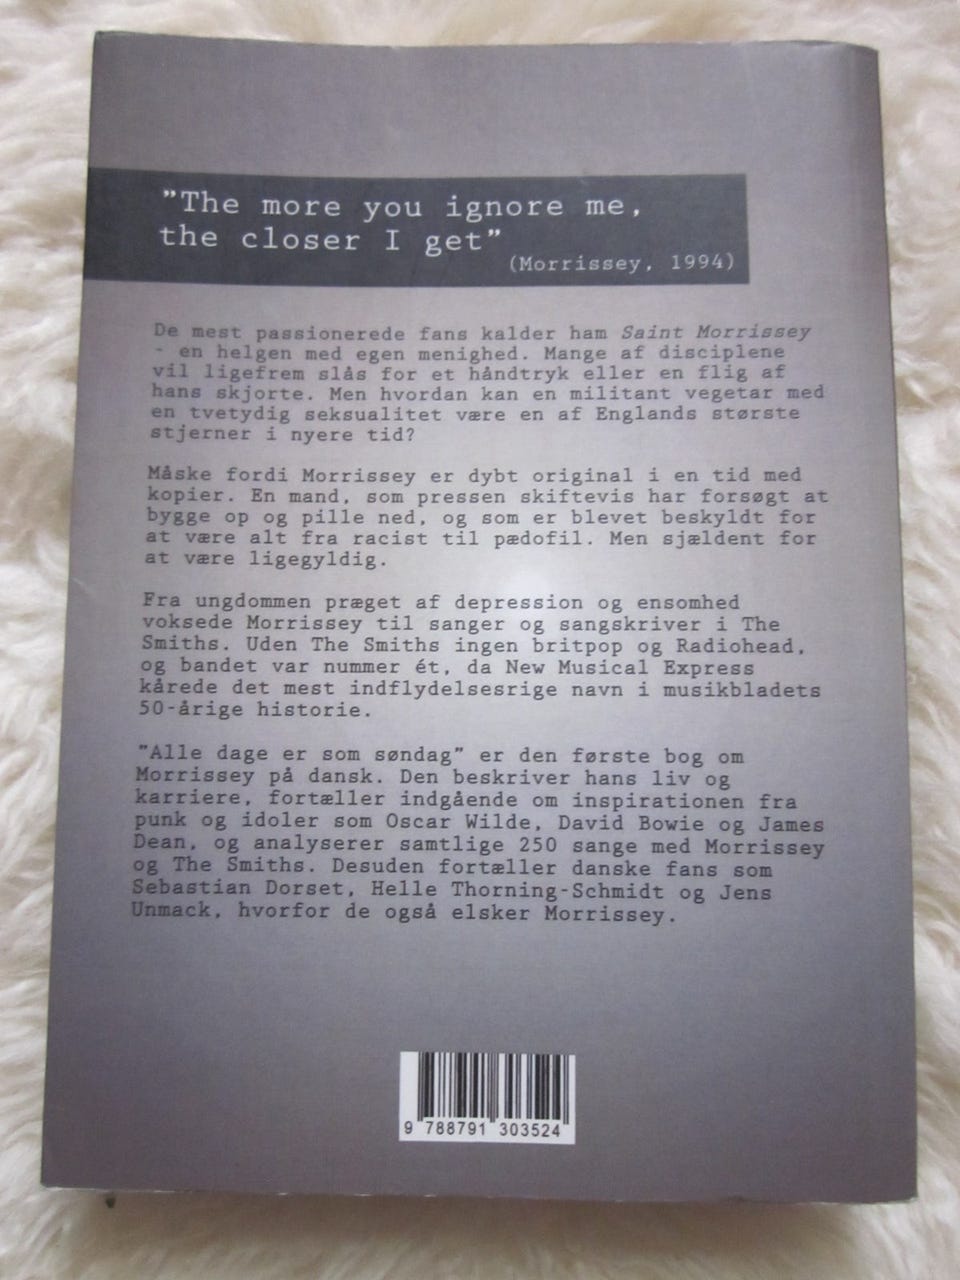 ”The more you ignore me,
the closer I get”
(Morrissey, 1994)
De mest passionerede fans kalder ham Saint Morrissey
- en helgen med egen menighed. Mange af disciplene
vil ligefrem slås for et håndtryk eller en flig af
hans skjorte. Men hvordan kan en militant vegetar med
en tvetydig seksualitet være en af Englands største
stjerner i nyere tid?
Måske fordi Morrissey er dybt original i en tid med
kopier. En mand, som pressen skiftevis har forsøgt at
bygge op og pille ned, og som er blevet beskyldt for
at være alt fra racist til pædofil. Men sjældent for
at være ligegyldig.
Fra ungdommen præget af depression og ensomhed
voksede Morrissey til sanger og sangskriver i The
Smiths. Uden The Smiths ingen britpop og Radiohead,
og bandet var nummer ét, da New Musical Express
kårede det mest indflydelsesrige navn i musikbladets
50-årige historie.
”Alle dage er som søndag” er den første bog om
Morrissey på dansk. Den beskriver hans liv og
karriere, fortæller indgående om inspirationen fra
punk og idoler som Oscar Wilde, David Bowie og James
Dean, og analyserer samtlige 250 sange med Morrissey
og The Smiths. Desuden fortæller danske fans som
Sebastian Dorset, Helle Thorning-Schmidt og Jens
Unmack, hvorfor de også elsker Morrissey.
9 788791 303524